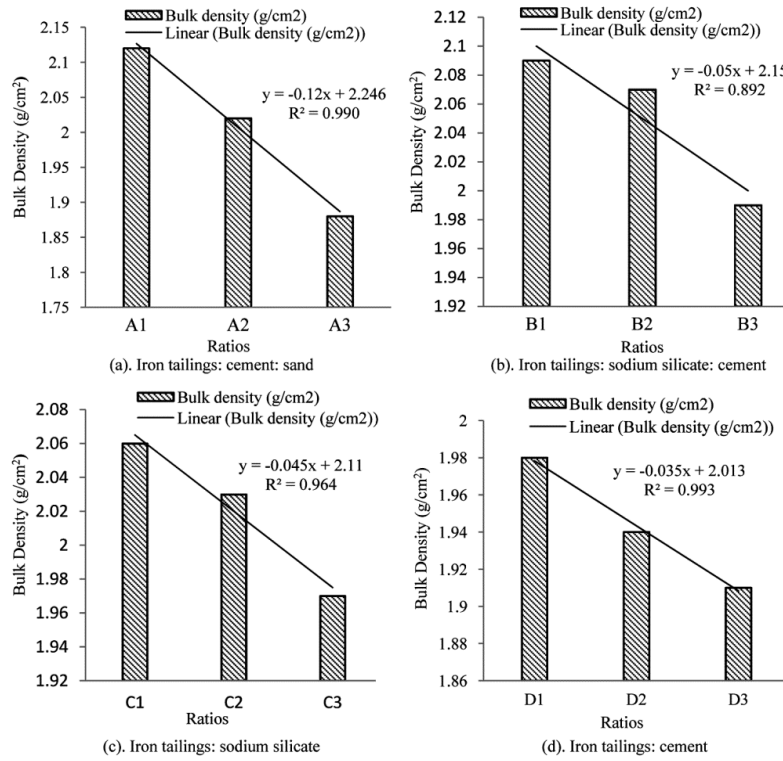 Bulk density (g/cm2)
Linear (Bulk density (g/cm2))
y = -0.12x + 2.246
R² = 0.990
Bulk Density (g/cm²)
2.15
2.1
2.05
2
1.95
1.9
1.85
1.8
1.75
A1 A2 A3
Ratios
(a). Iron tailings: cement: sand
Bulk density (g/cm2)
Linear (Bulk density (g/cm2))
y = -0.05x + 2.15
R² = 0.892
Bulk Density (g/cm²)
2.12
2.1
2.08
2.06
2.04
2.02
2
1.98
1.96
1.94
1.92
B1 B2 B3
Ratios
(b). Iron tailings: sodium silicate: cement
Bulk density (g/cm2)
Linear (Bulk density (g/cm2))
y = -0.045x + 2.11
R² = 0.964
Bulk Density (g/cm²)
2.08
2.06
2.04
2.02
2
1.98
1.96
1.94
1.92
C1 C2 C3
Ratios
(c). Iron tailings: sodium silicate
Bulk density (g/cm2)
Linear (Bulk density (g/cm2))
y = -0.035x + 2.013
R² = 0.993
Bulk Density (g/cm²)
2
1.98
1.96
1.94
1.92
1.9
1.88
1.86
D1 D2 D3
Ratios
(d). Iron tailings: cement